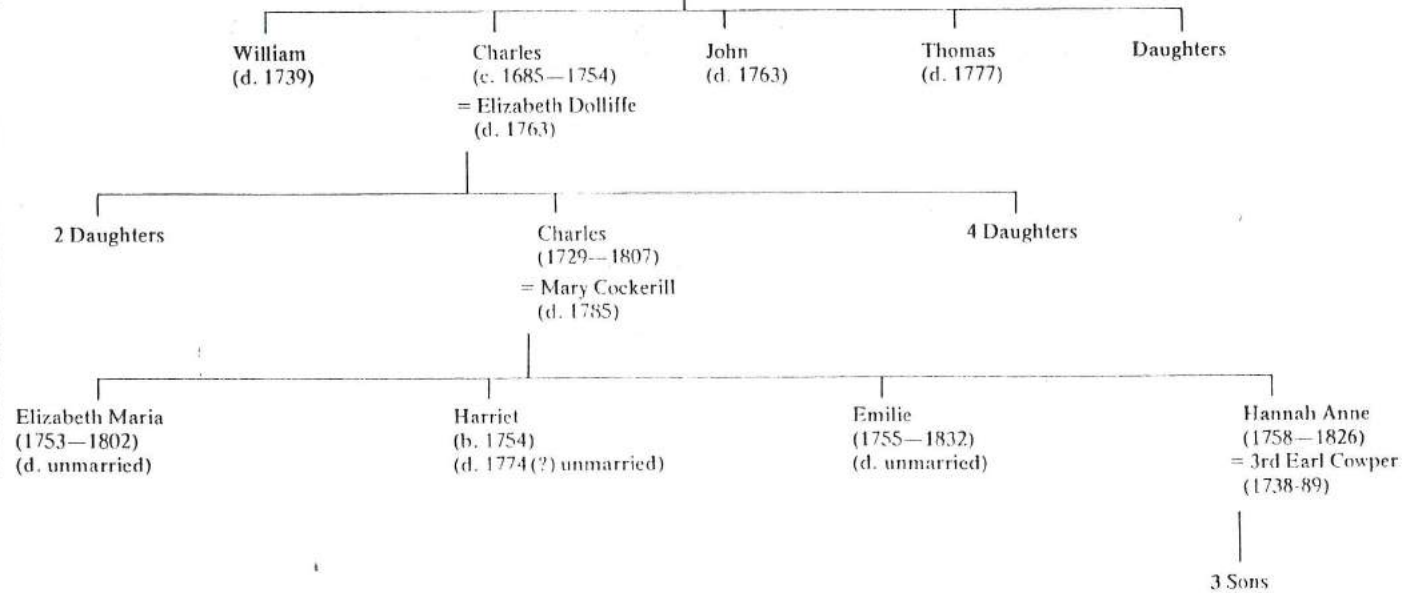 William
(d. 1739)
Charles
(c. 1685—1754)
= Elizabeth Dolliffe
(d. 1763)
John
(d. 1763)
Thomas
(d. 1777)
Daughters
2 Daughters
Charles
(1729—1807)
= Mary Cockerill
(d. 1785)
4 Daughters
Elizabeth Maria
(1753—1802)
(d. unmarried)
Harriet
(b. 1754)
(d. 1774(?) unmarried)
Emilie
(1755—1832)
(d. unmarried)
Hannah Anne
(1758—1826)
= 3rd Earl Cowper
(1738-89)
3 Sons